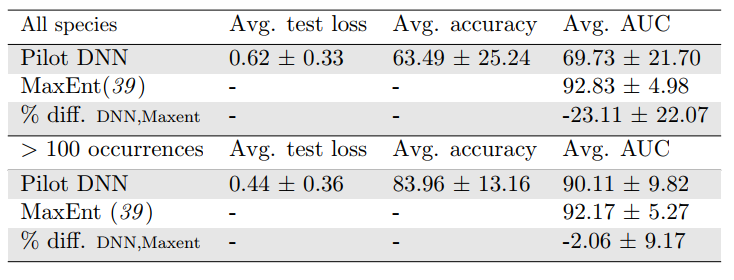 All species Avg. test loss Avg. accuracy Avg. AUC
Pilot DNN 0.62 ± 0.33 63.49 ± 25.24 69.73 ± 21.70
MaxEnt(39) - - 92.83 ± 4.98
% diff. DNN,Maxent - - -23.11 ± 22.07
> 100 occurrences Avg. test loss Avg. accuracy Avg. AUC
Pilot DNN 0.44 ± 0.36 83.96 ± 13.16 90.11 ± 9.82
MaxEnt (39) - - 92.17 ± 5.27
% diff. DNN,Maxent - - -2.06 ± 9.17